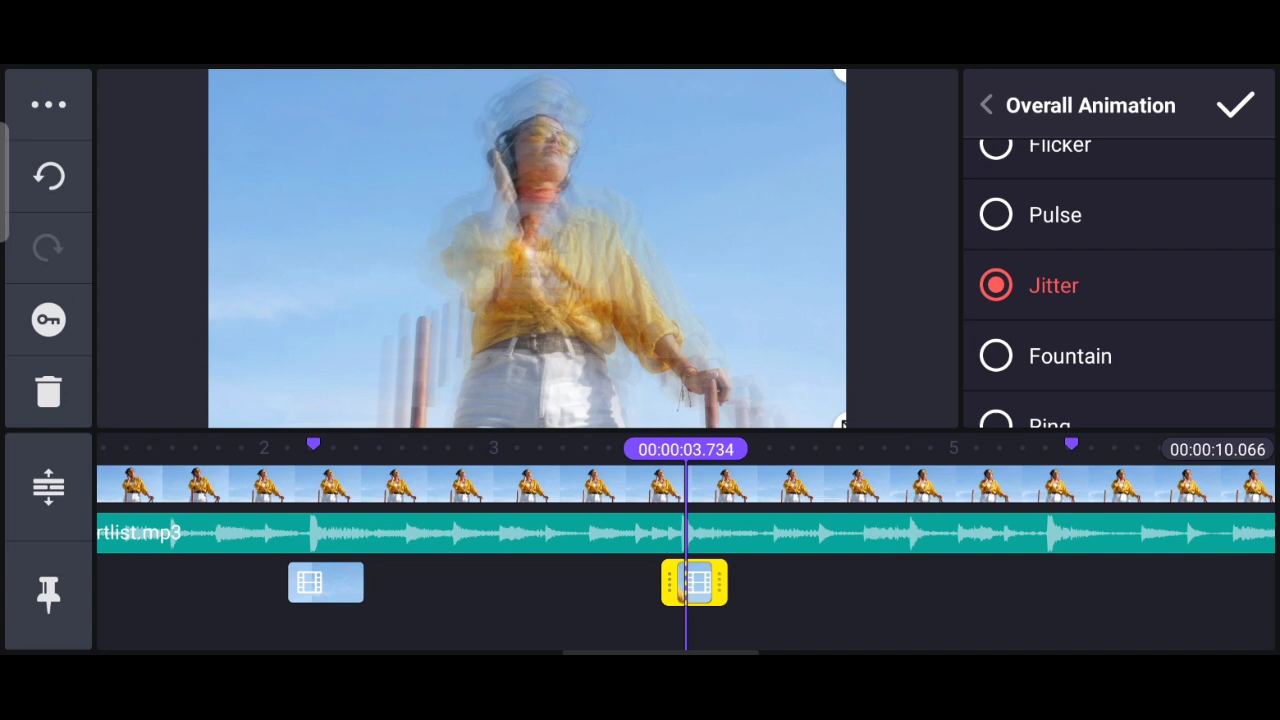 Overall Animation
Flicker
Pulse
Jitter
Fountain
Ring
2
3
00:00:03.734
5
00:00:10.066
rtlist.mp3